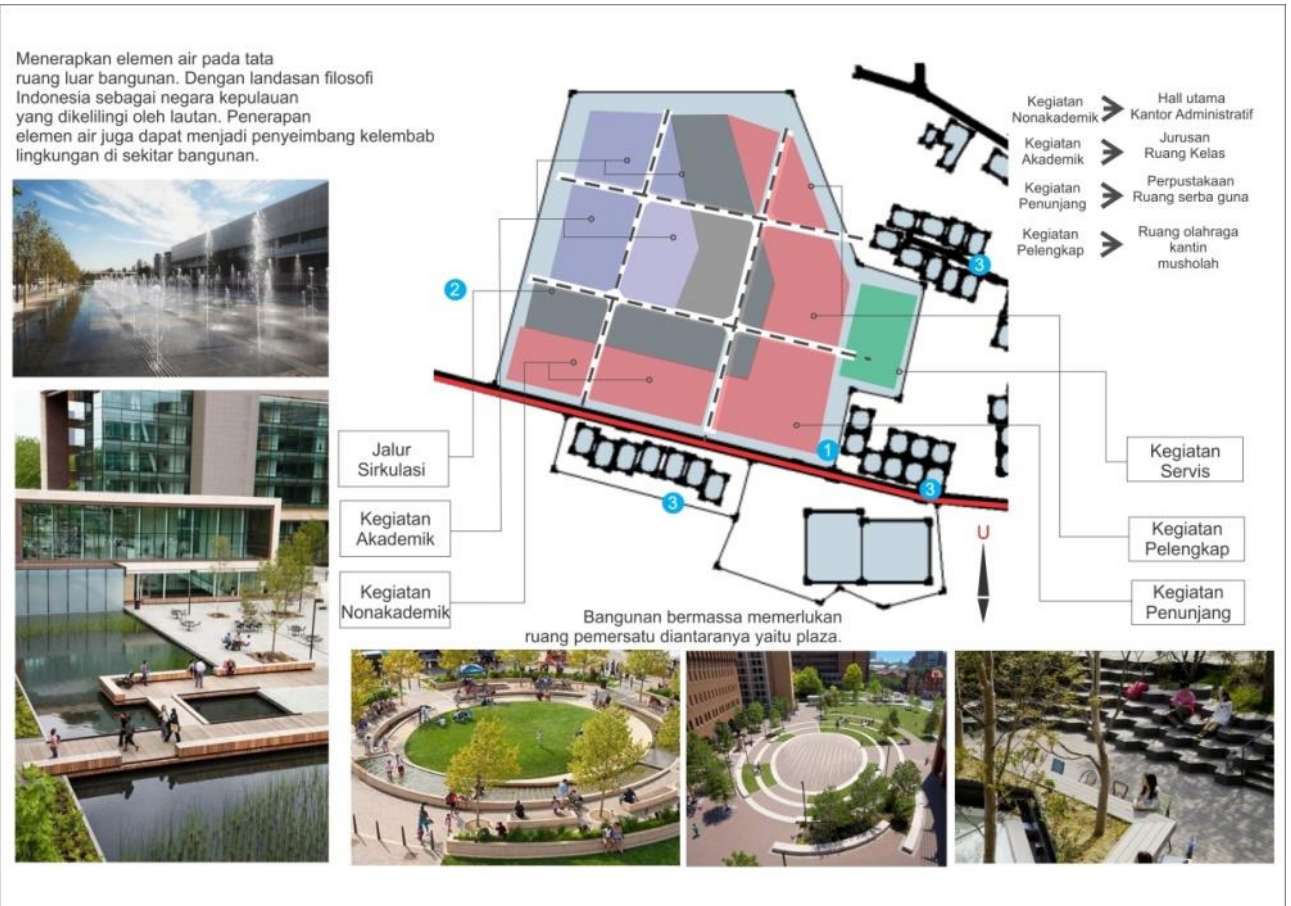 Menerapkan elemen air pada tata
ruang luar bangunan. Dengan landasan filosofi
Indonesia sebagai negara kepulauan
yang dikelilingi oleh lautan. Penerapan
elemen air juga dapat menjadi penyeimbang kelembab
lingkungan di sekitar bangunan.
Kegiatan
Nonakademik
Hall utama
Kantor Administratif
Kegiatan
Akademik
Jurusan
Ruang Kelas
Kegiatan
Penunjang
Perpustakaan
Ruang serba guna
Kegiatan
Pelengkap
Ruang olahraga
kantin
musholah
2
3
1
3
3
Jalur
Sirkulasi
Kegiatan
Akademik
Kegiatan
Nonakademik
Kegiatan
Servis
Kegiatan
Pelengkap
Kegiatan
Penunjang
U
Bangunan bermassa memerlukan
ruang pemersatu diantaranya yaitu plaza.